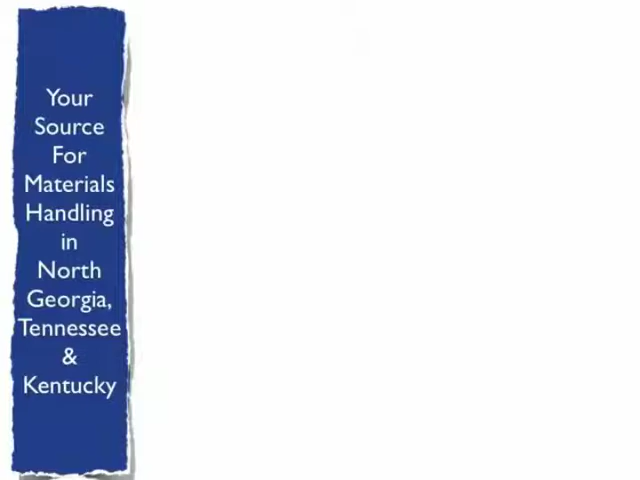 Your
Source
For
Materials
Handling
in
North
Georgia,
Tennessee
&
Kentucky